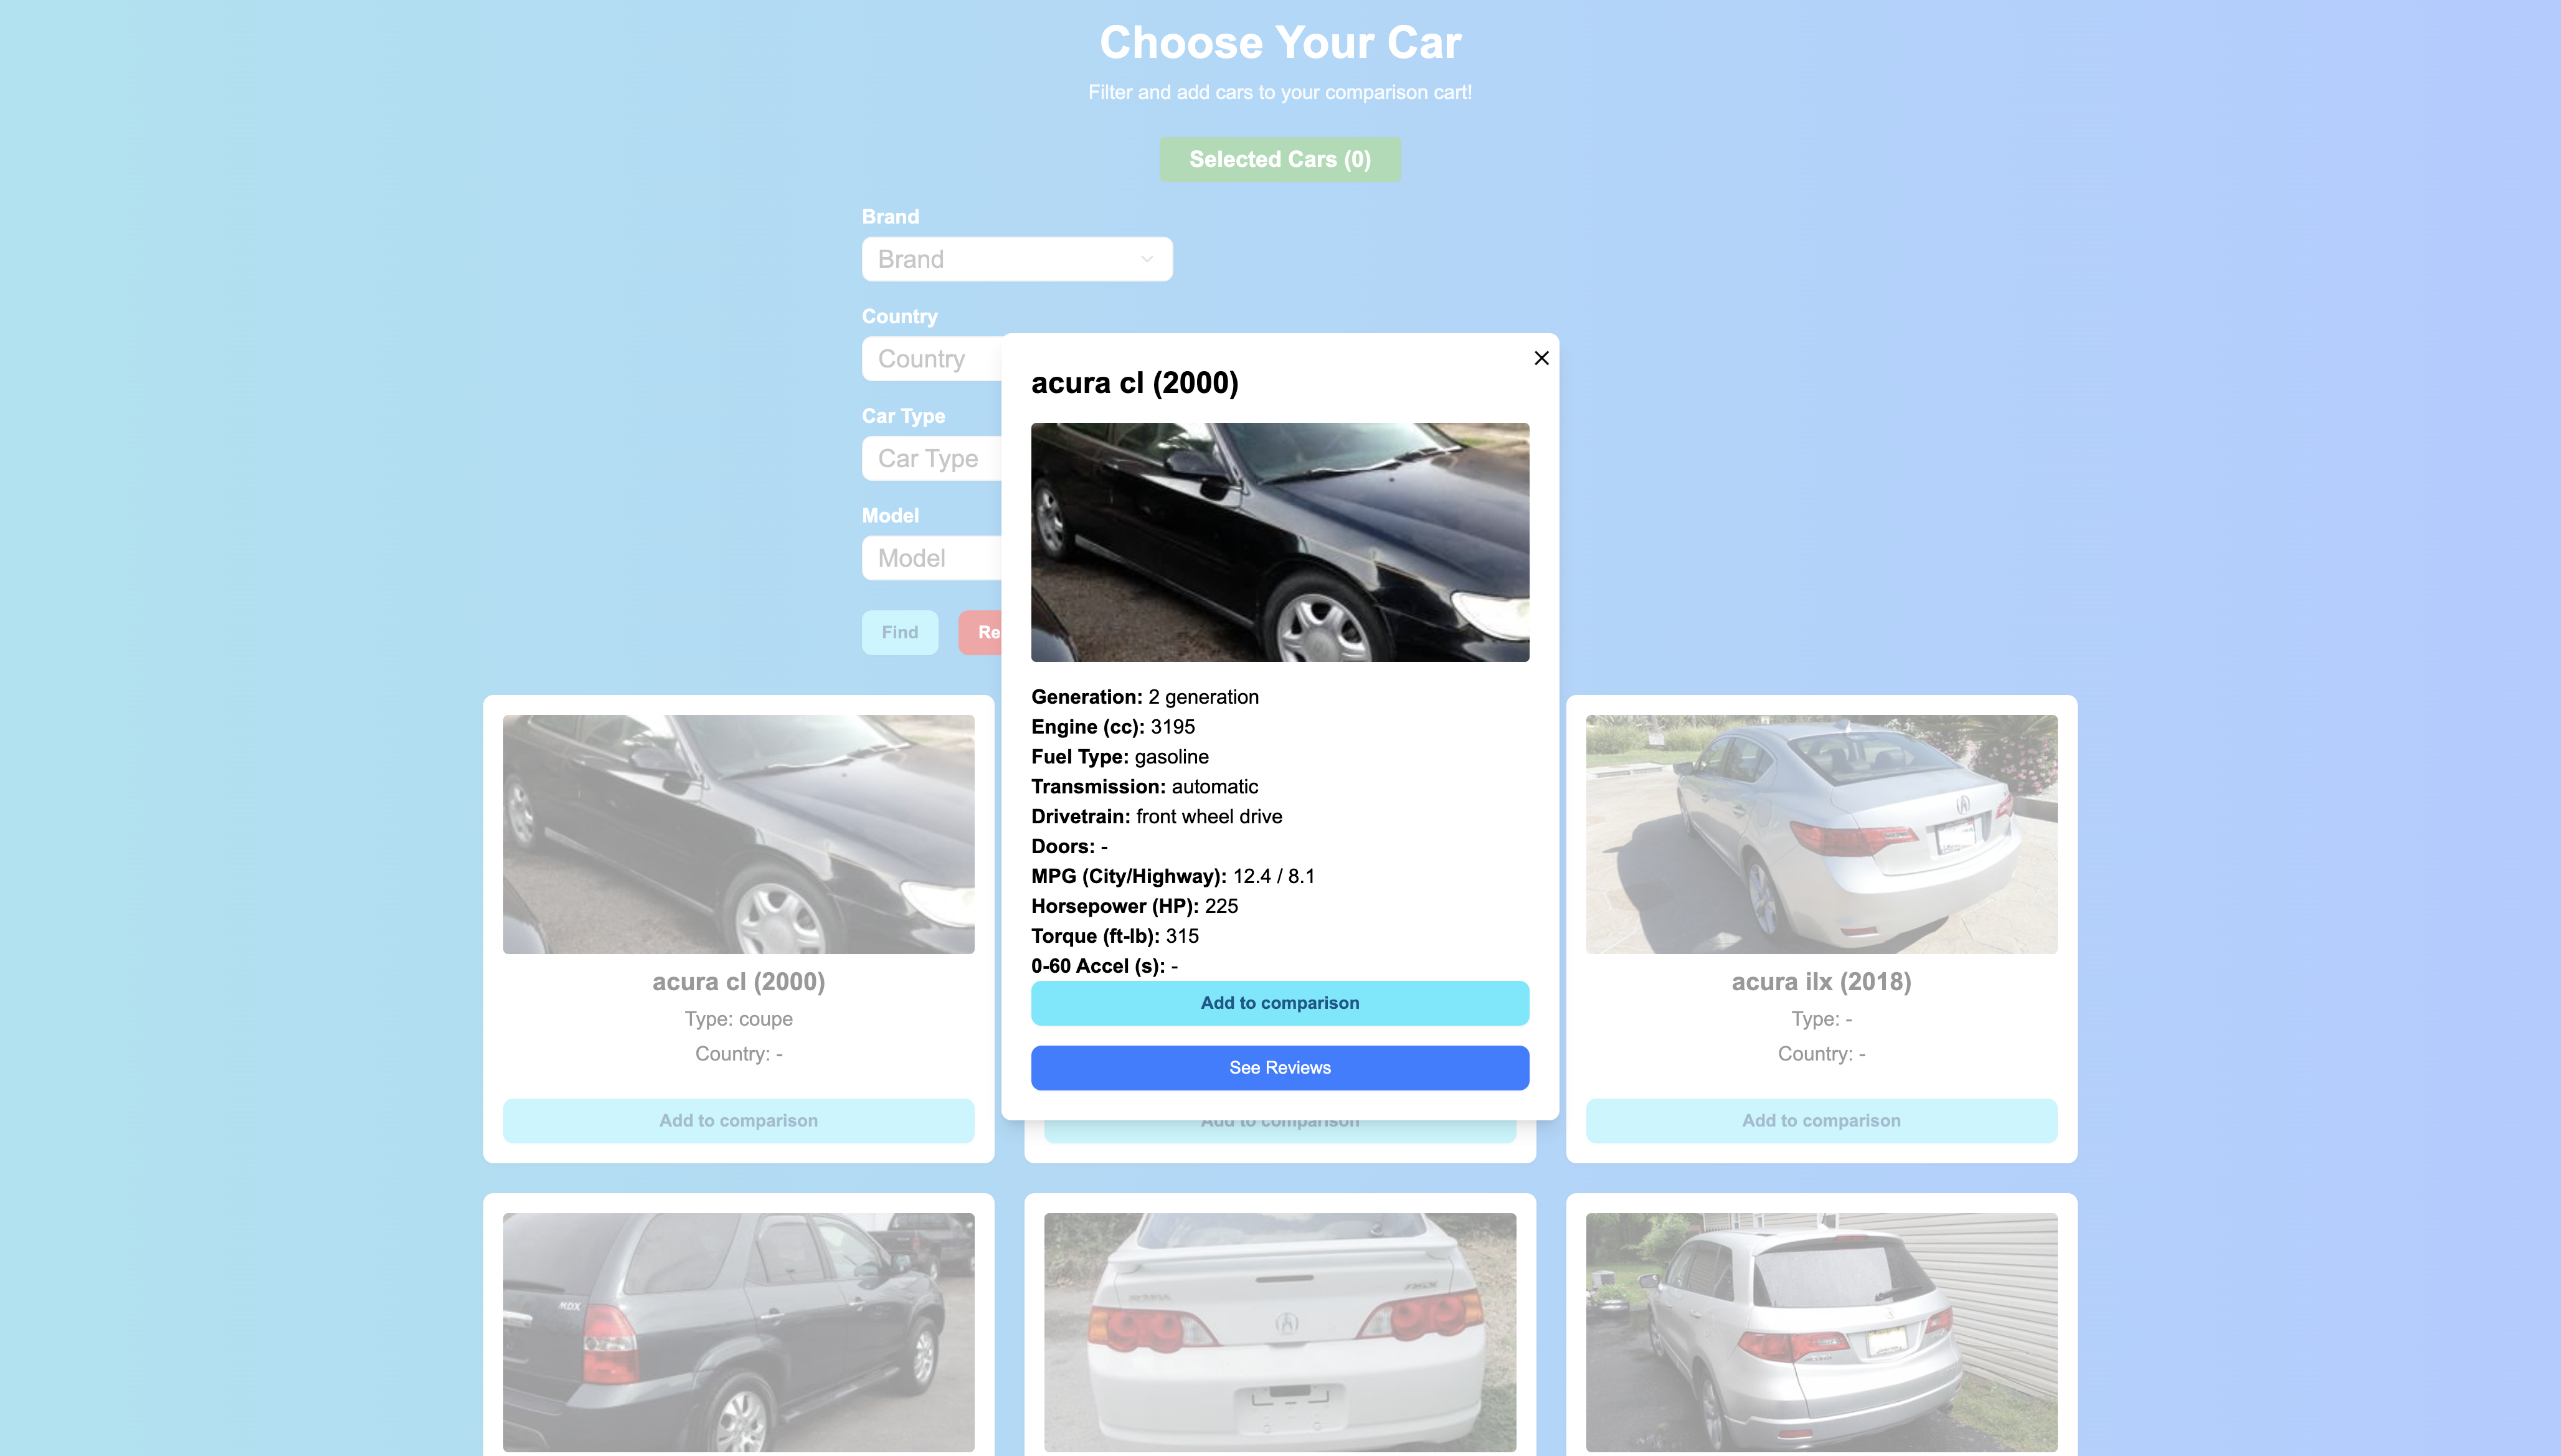 Choose Your Car
Filter and add cars to your comparison cart!
Selected Cars (0)
Brand
Brand
Country
Country
Car Type
Car Type
Model
Model
Find
Re
acura cl (2000)
Generation: 2 generation
Engine (cc): 3195
Fuel Type: gasoline
Transmission: automatic
Drivetrain: front wheel drive
Doors: -
MPG (City/Highway): 12.4 / 8.1
Horsepower (HP): 225
Torque (ft-lb): 315
0-60 Accel (s): -
Add to comparison
See Reviews
acura cl (2000)
Type: coupe
Country: -
Add to comparison
Add to comparison
acura ilx (2018)
Type: -
Country: -
Add to comparison
MDX